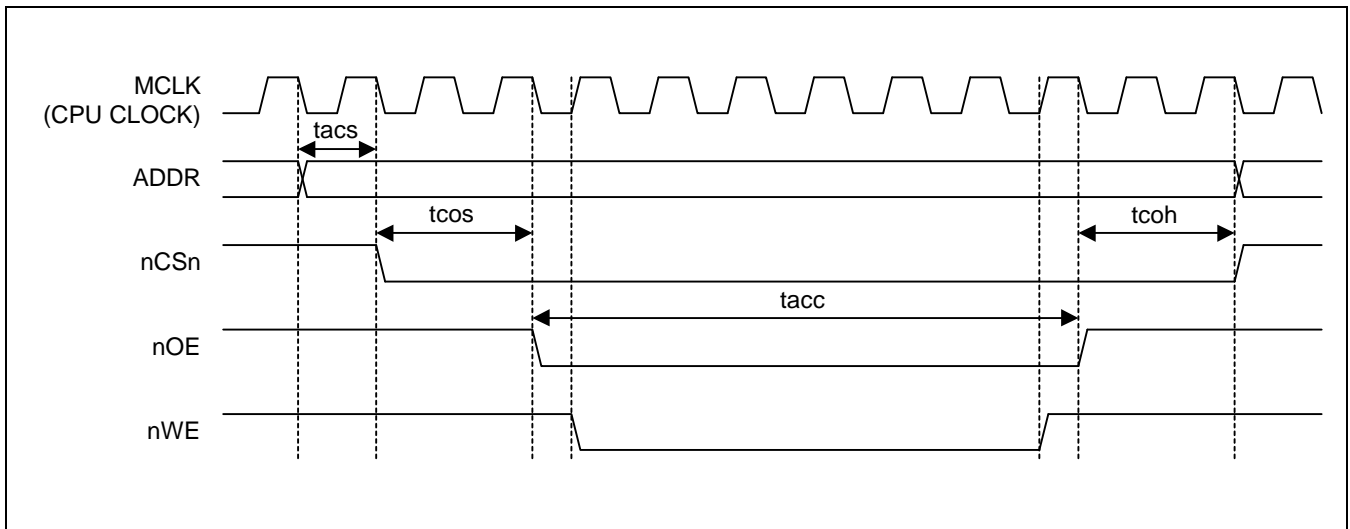 MCLK
(CPU CLOCK)
tacs
ADDR
tcos
tcoh
nCSn
tacc
nOE
nWE